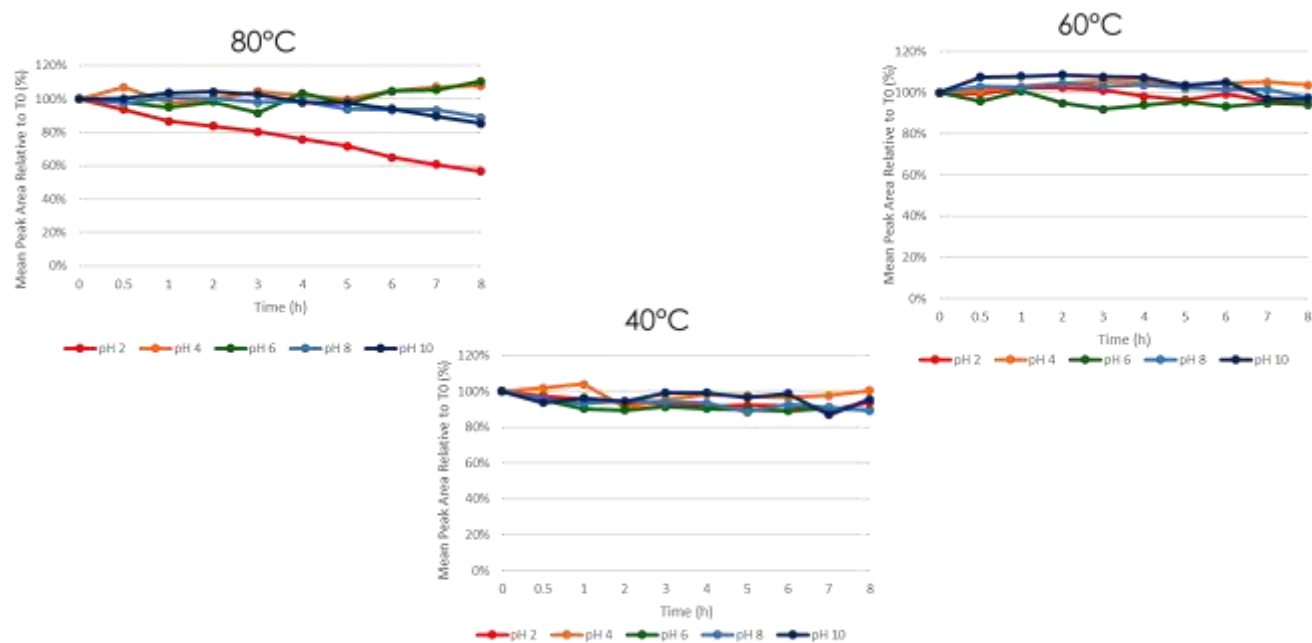 80°C
Mean Peak Area Relative to T0 (%)
120%
100%
80%
60%
40%
20%
0%
0 0.5 1 2 3 4 5 6 7 8
Time (h)
pH 2 pH 4 pH 6 pH 8 pH 10
60°C
Mean Peak Area Relative to T0 (%)
120%
100%
80%
60%
40%
20%
0%
0 0.5 1 2 3 4 5 6 7 8
Time (h)
pH 2 pH 4 pH 6 pH 8 pH 10
40°C
Mean Peak Area Relative to T0 (%)
120%
100%
80%
60%
40%
20%
0%
0 0.5 1 2 3 4 5 6 7 8
Time (h)
pH 2 pH 4 pH 6 pH 8 pH 10